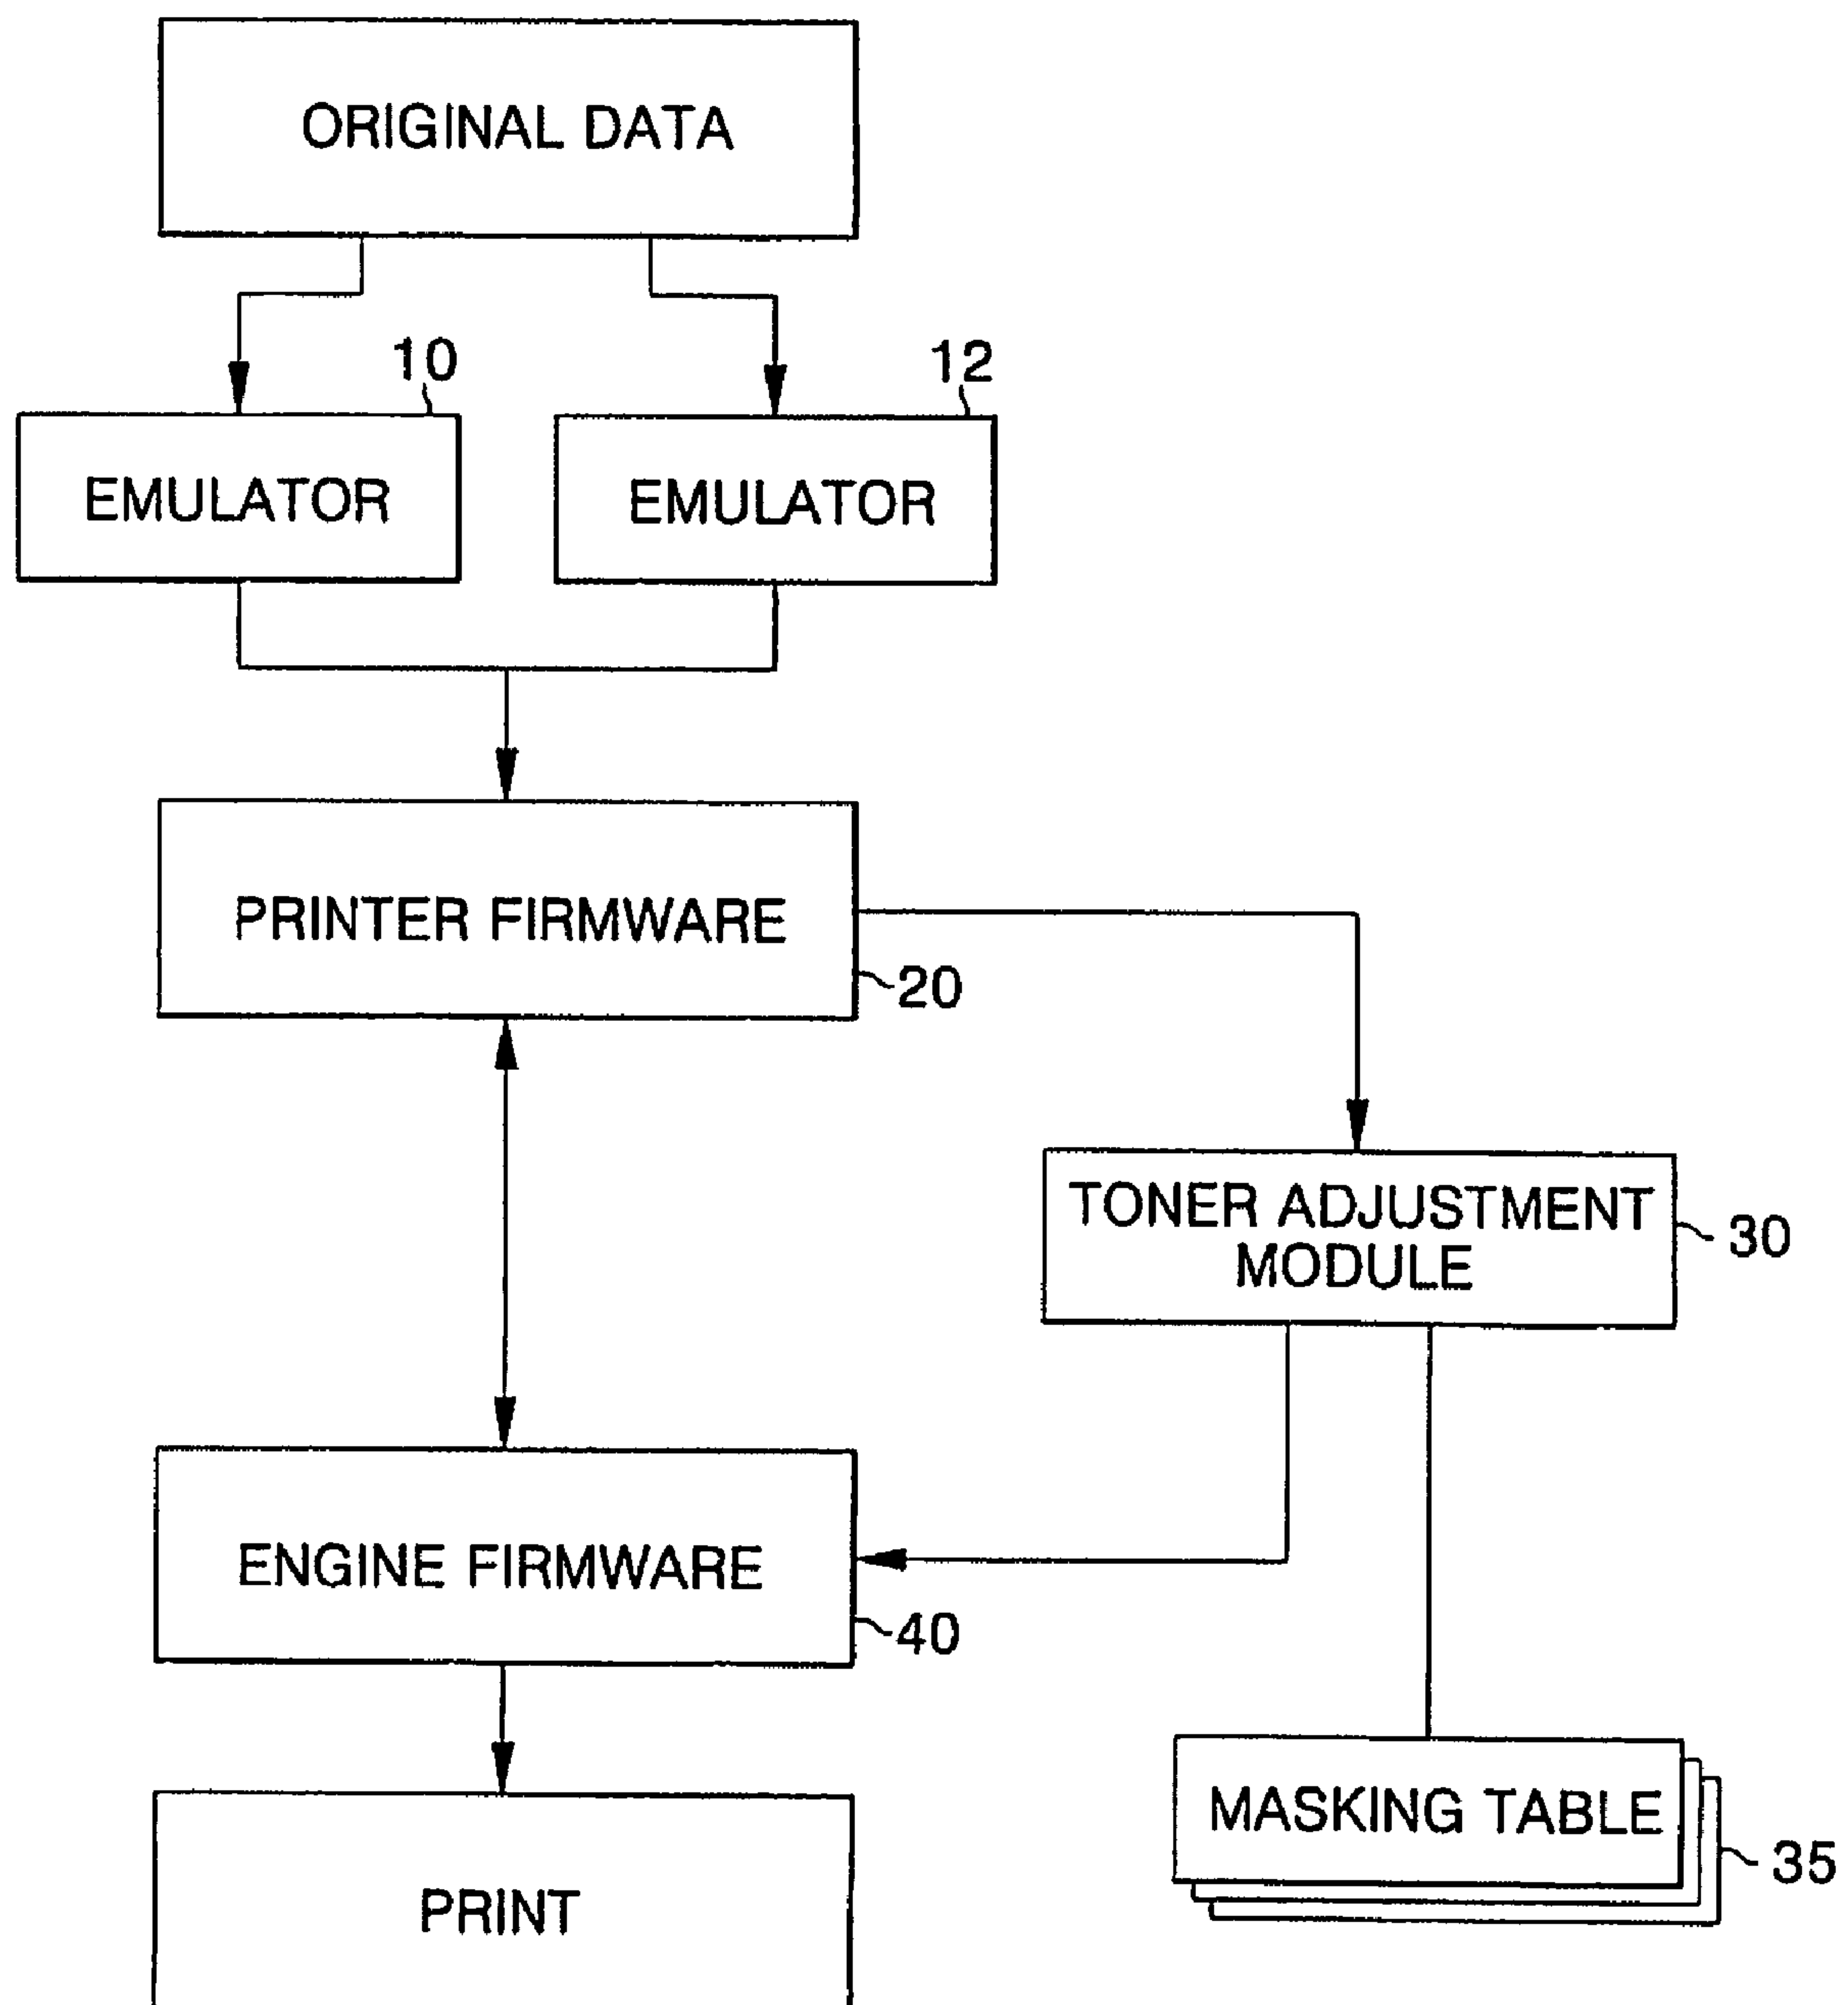 ORIGINAL DATA
10
12
EMULATOR
EMULATOR
PRINTER FIRMWARE
20
TONER ADJUSTMENT
MODULE
30
ENGINE FIRMWARE
40
MASKING TABLE
35
PRINT